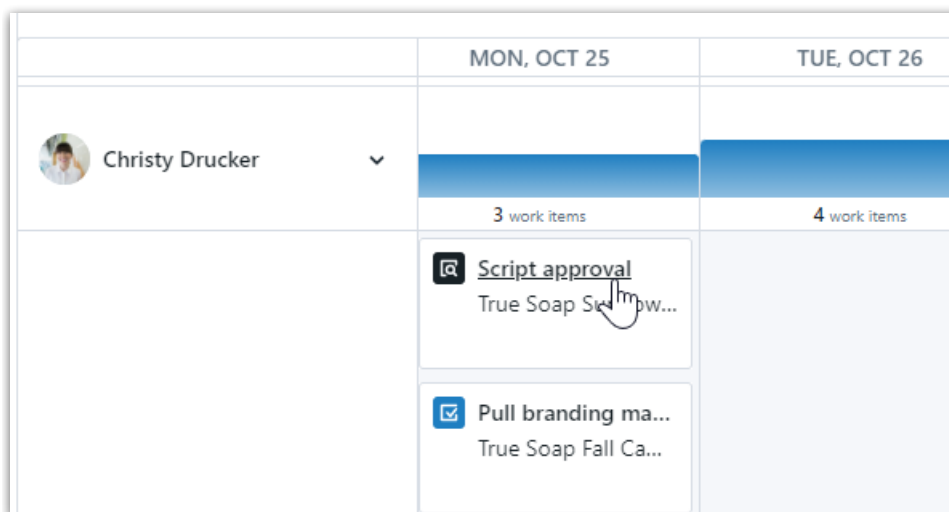 MON, OCT 25
TUE, OCT 26
Christy Drucker
3 work items
4 work items
Script approval
True Soap
Pull branding ma...
True Soap Fall Ca...